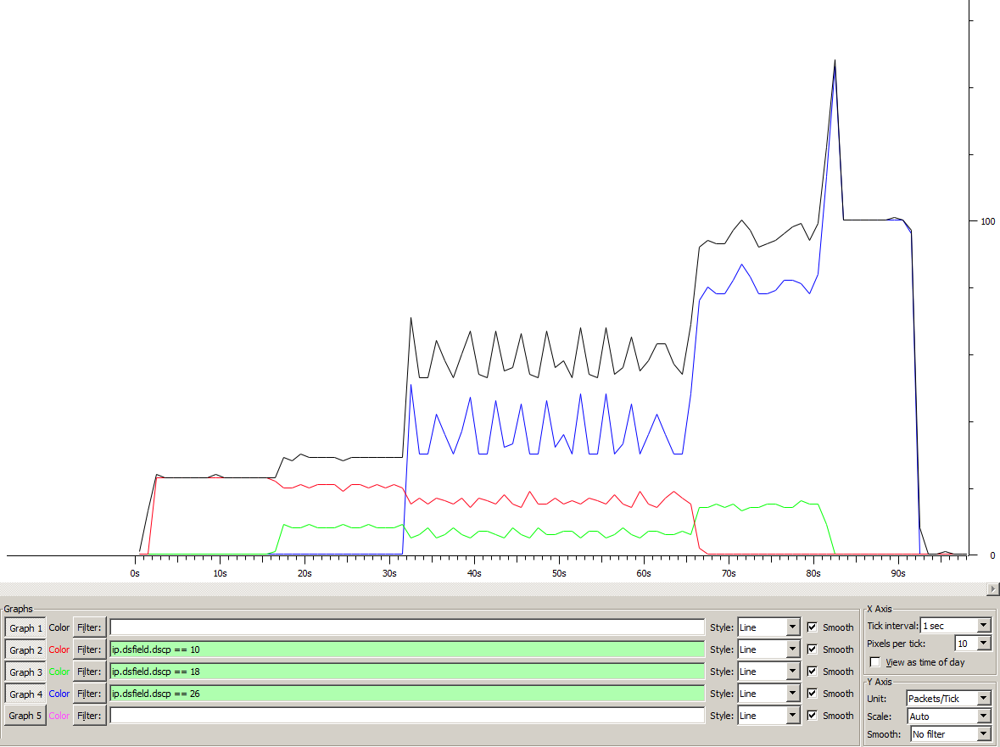 100
0
0s 10s 20s 30s 40s 50s 60s 70s 80s 90s
Graphs
Graph 1 Color Filter: Style: Line Smooth
Graph 2 Color Filter: ip.dsfield.dscp == 10 Style: Line Smooth
Graph 3 Color Filter: ip.dsfield.dscp == 18 Style: Line Smooth
Graph 4 Color Filter: ip.dsfield.dscp == 26 Style: Line Smooth
Graph 5 Color Filter: Style: Line Smooth
X Axis
Tick interval: 1 sec
Pixels per tick: 10
View as time of day
Y Axis
Unit: Packets/Tick
Scale: Auto
Smooth: No filter